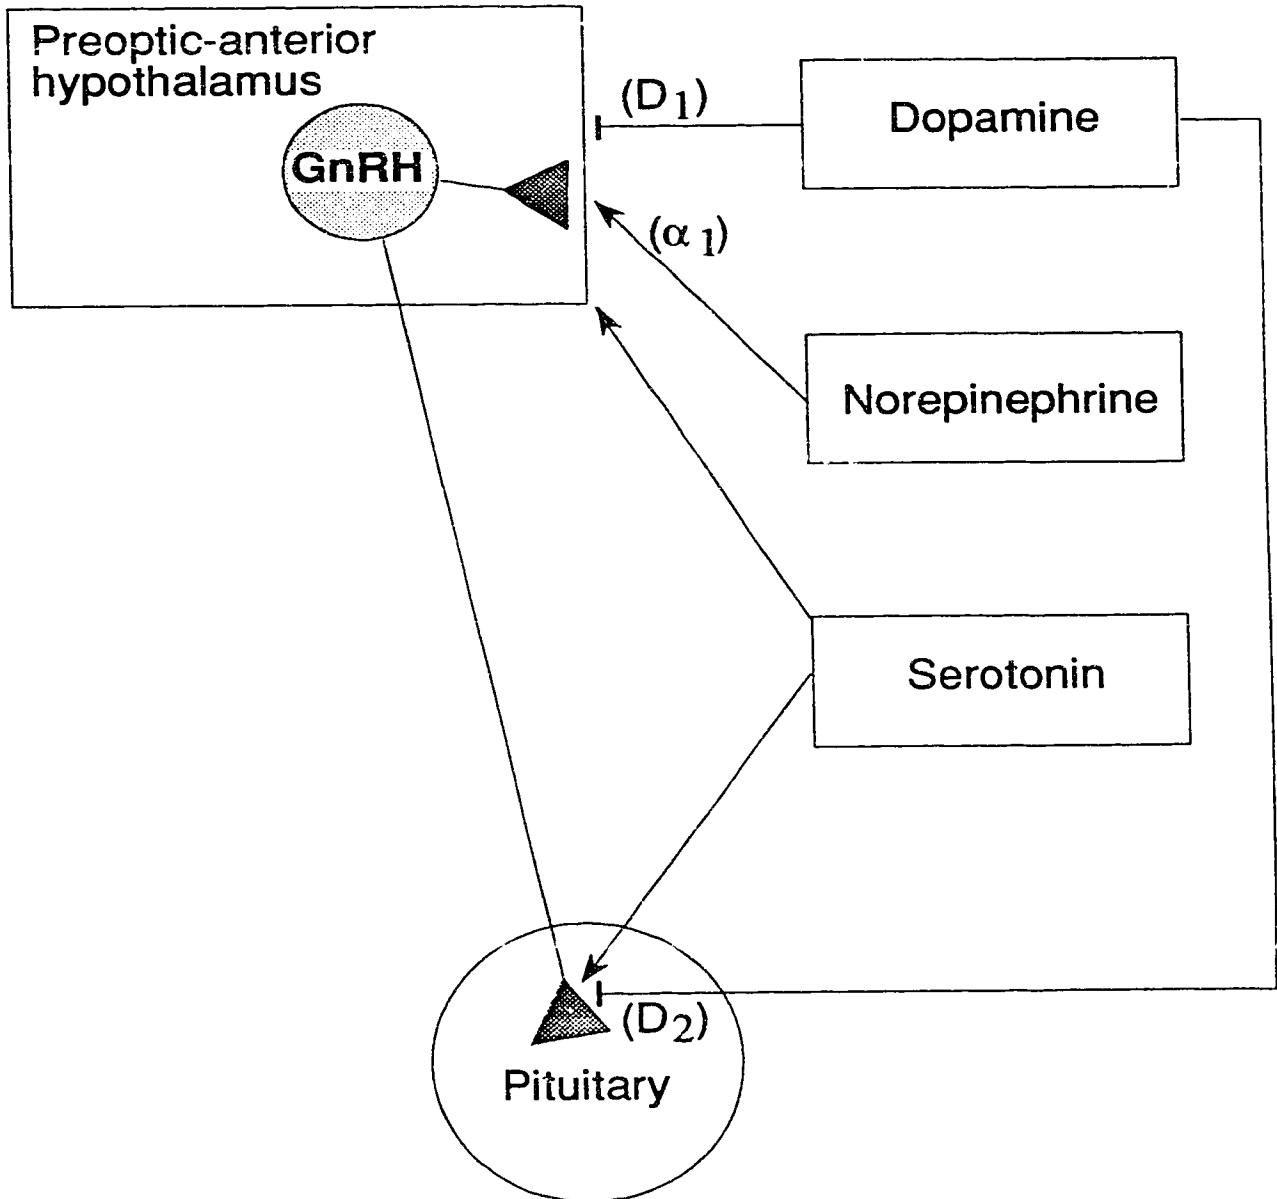 Preoptic-anterior
hypothalamus
GnRH
(D1)
Dopamine
(α1)
Norepinephrine
Serotonin
(D2)
Pituitary